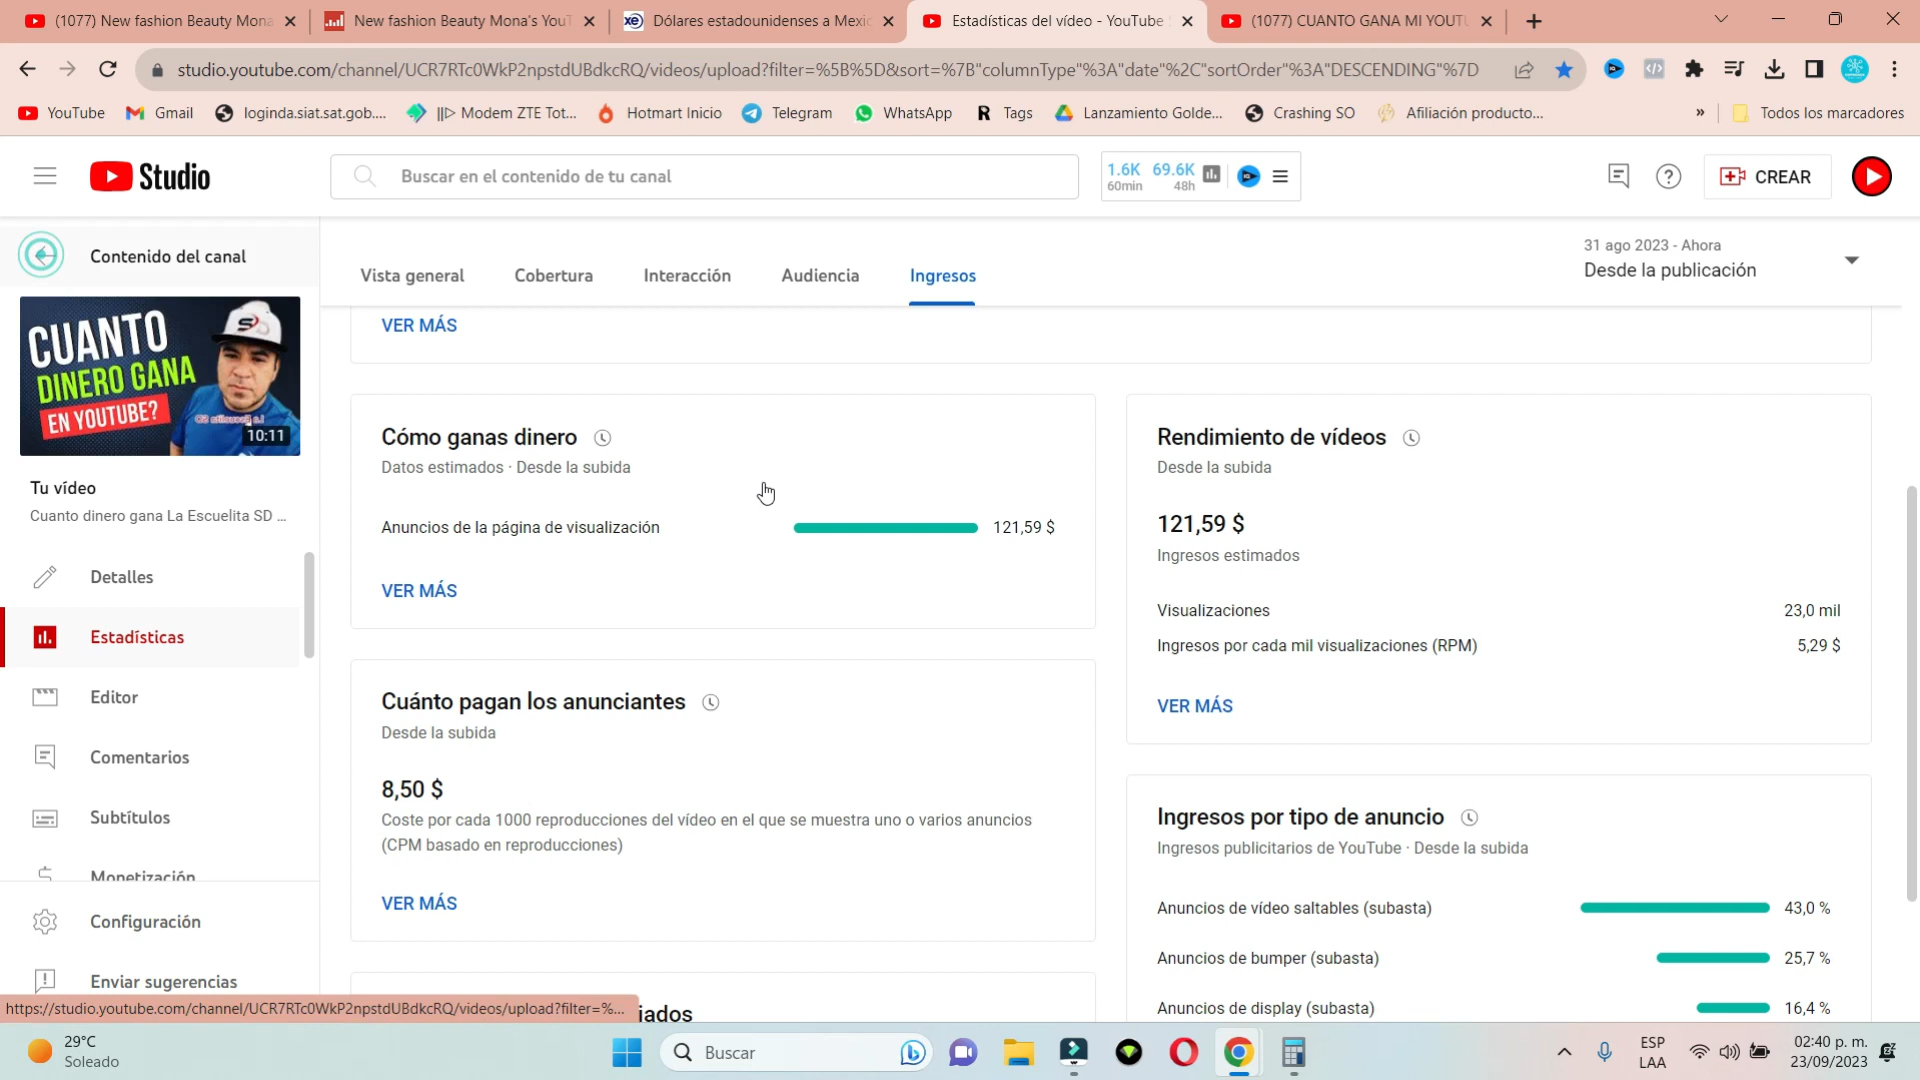 (1077) New fashion Beauty Mona
New fashion Beauty Mona's YouT
Dólares estadounidenses a Mexic
Estadísticas del vídeo - YouTube S
(1077) CUANTO GANA MI YOUTU
studio.youtube.com/channel/UCR7RTc0WkP2npstdUBdkcRQ/videos/upload?filter=%5B%5D&sort=%7B"columnType"%3A"date"%2C"sortOrder"%3A"DESCENDING"%7D
YouTube
Gmail
loginda.siat.sat.gob....
||▷ Modem ZTE Tot...
Hotmart Inicio
Telegram
WhatsApp
Tags
Lanzamiento Golde...
Crashing SO
Afiliación producto...
»
Todos los marcadores
Studio
Buscar en el contenido de tu canal
1.6K 69.6K
60min 48h
CREAR
Contenido del canal
Vista general
Cobertura
Interacción
Audiencia
Ingresos
31 ago 2023 - Ahora
Desde la publicación
CUANTO
DINERO GANA
EN YOUTUBE?
10:11
Tu vídeo
Cuanto dinero gana La Escuelita SD ...
Detalles
Estadísticas
Editor
Comentarios
Subtítulos
Monetización
Configuración
Enviar sugerencias
VER MÁS
Cómo ganas dinero
Datos estimados · Desde la subida
Anuncios de la página de visualización 121,59 $
VER MÁS
Cuánto pagan los anunciantes
Desde la subida
8,50 $
Coste por cada 1000 reproducciones del vídeo en el que se muestra uno o varios anuncios
(CPM basado en reproducciones)
VER MÁS
iados
Rendimiento de vídeos
Desde la subida
121,59 $
Ingresos estimados
Visualizaciones 23,0 mil
Ingresos por cada mil visualizaciones (RPM) 5,29 $
VER MÁS
Ingresos por tipo de anuncio
Ingresos publicitarios de YouTube · Desde la subida
Anuncios de vídeo saltables (subasta) 43,0 %
Anuncios de bumper (subasta) 25,7 %
Anuncios de display (subasta) 16,4 %
https://studio.youtube.com/channel/UCR7RTc0WkP2npstdUBdkcRQ/videos/upload?filter=%...
29°C
Soleado
Buscar
ESP
LAA
02:40 p. m.
23/09/2023